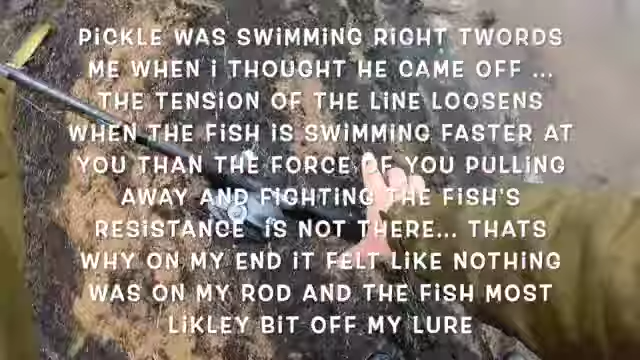 PiCKLE WAS SWiMMiNG RiGHT TWORDS
ME WHEN i THOUGHT HE CAME OFF ...
THE TENSiON OF THE LiNE LOOSENS
WHEN THE FiSH iS SWiMMiNG FASTER AT
YOU THAN THE FORCE OF YOU PULLiNG
AWAY AND FiGHTiNG THE FiSH'S
RESiSTANCE iS NOT THERE... THATS
WHY ON MY END iT FELT LiKE NOTHiNG
WAS ON MY ROD AND THE FiSH MOST
LiKLEY BiT OFF MY LURE